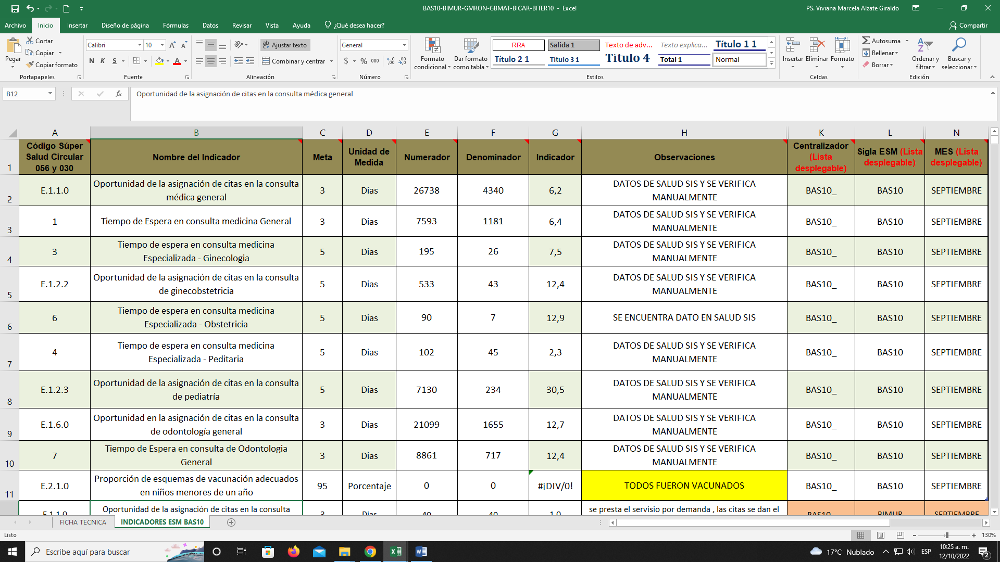 BAS10-BIMUR-GMRON-GBMAT-BICAR-BITER10 - Excel
PS. Viviana Marcela Alzate Giraldo
Archivo Inicio Insertar Diseño de página Fórmulas Datos Revisar Vista Ayuda ¿Qué desea hacer? Compartir
Pegar
Cortar
Copiar
Copiar formato
Portapapeles
Calibri 10
N K S
Fuente
Ajustar texto
Combinar y centrar
Alineación
General
$ % 000
Número
Formato condicional
Dar formato como tabla
RRA Salida 1 Texto de adv... Texto explica... Título 1 1
Título 2 1 Título 3 1 Título 4 Total 1 Normal
Estilos
Insertar Eliminar Formato
Celdas
Autosuma
Rellenar
Borrar
Ordenar y filtrar
Buscar y seleccionar
Edición
B12 fx Oportunidad de la asignación de citas en la consulta médica general
A B C D E F G H K L N
1 Código Súper Salud Circular 056 y 030 Nombre del Indicador Meta Unidad de Medida Numerador Denominador Indicador Observaciones Centralizador (Lista desplegable) Sigla ESM (Lista desplegable) MES (Lista desplegable)
2 E.1.1.0 Oportunidad de la asignación de citas en la consulta médica general 3 Dias 26738 4340 6,2 DATOS DE SALUD SIS Y SE VERIFICA MANUALMENTE BAS10_ BAS10 SEPTIEMBRE
3 1 Tiempo de Espera en consulta medicina General 3 Dias 7593 1181 6,4 DATOS DE SALUD SIS Y SE VERIFICA MANUALMENTE BAS10_ BAS10 SEPTIEMBRE
4 3 Tiempo de espera en consulta medicina Especializada - Ginecologia 5 Dias 195 26 7,5 DATOS DE SALUD SIS Y SE VERIFICA MANUALMENTE BAS10_ BAS10 SEPTIEMBRE
5 E.1.2.2 Oportunidad de la asignación de citas en la consulta de ginecobstetricia 5 Dias 533 43 12,4 DATOS DE SALUD SIS Y SE VERIFICA MANUALMENTE BAS10_ BAS10 SEPTIEMBRE
6 6 Tiempo de espera en consulta medicina Especializada - Obstetricia 5 Dias 90 7 12,9 SE ENCUENTRA DATO EN SALUD SIS BAS10_ BAS10 SEPTIEMBRE
7 4 Tiempo de espera en consulta medicina Especializada - Peditaria 5 Dias 102 45 2,3 DATOS DE SALUD SIS Y SE VERIFICA MANUALMENTE BAS10_ BAS10 SEPTIEMBRE
8 E.1.2.3 Oportunidad de la asignación de citas en la consulta de pediatría 5 Dias 7130 234 30,5 DATOS DE SALUD SIS Y SE VERIFICA MANUALMENTE BAS10_ BAS10 SEPTIEMBRE
9 E.1.6.0 Oportunidad en la asignación de citas en la consulta de odontología general 3 Dias 21099 1655 12,7 DATOS DE SALUD SIS Y SE VERIFICA MANUALMENTE BAS10_ BAS10 SEPTIEMBRE
10 7 Tiempo de Espera en consulta de Odontologia General 3 Dias 8861 717 12,4 DATOS DE SALUD SIS Y SE VERIFICA MANUALMENTE BAS10_ BAS10 SEPTIEMBRE
11 E.2.1.0 Proporción de esquemas de vacunación adecuados en niños menores de un año 95 Porcentaje 0 0 #¡DIV/0! TODOS FUERON VACUNADOS BAS10_ BAS10 SEPTIEMBRE
E.1.1.0 Oportunidad de la asignación de citas en la consulta 3 Dias 40 40 1,0 se presta el servisio por demanda , las citas se dan el BAS10_ BIMUR SEPTIEMBRE
FICHA TECNICA INDICADORES ESM BAS10
Listo 130%
Escribe aquí para buscar 17°C Nublado ESP 10:25 a. m.
12/10/2022 2